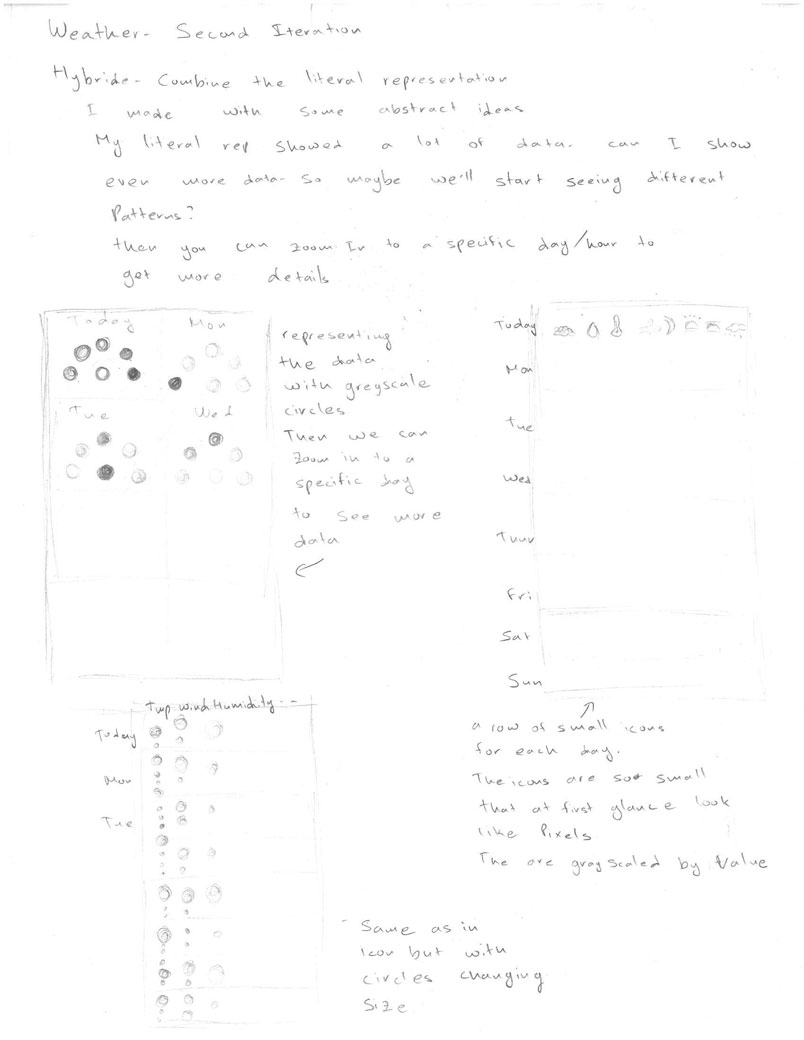 Weather- Second Iteration
Hybride- Combine the literal representation
I made with some abstract ideas
My literal rep showed a lot of data. can I show
even more data- So maybe we'll start seeing different
Patterns?
then you can zoom In to a specific day/hour to
get more details
Today Mon
Tue Wed
representing
the data
with greyscale
circles.
Then we can
Zoom in to a
specific day
to see more
data
Today
Mon
Tue
Wed
Tuur
Fri
Sat
Sun
a row of small icons
for each day.
The icons are so small
that at first glance look
like Pixels
The are grayscaled by Value
Tmp wind Humidity - -
Today
Mon
Tue
Same as in
Icon but with
circles changing
Size